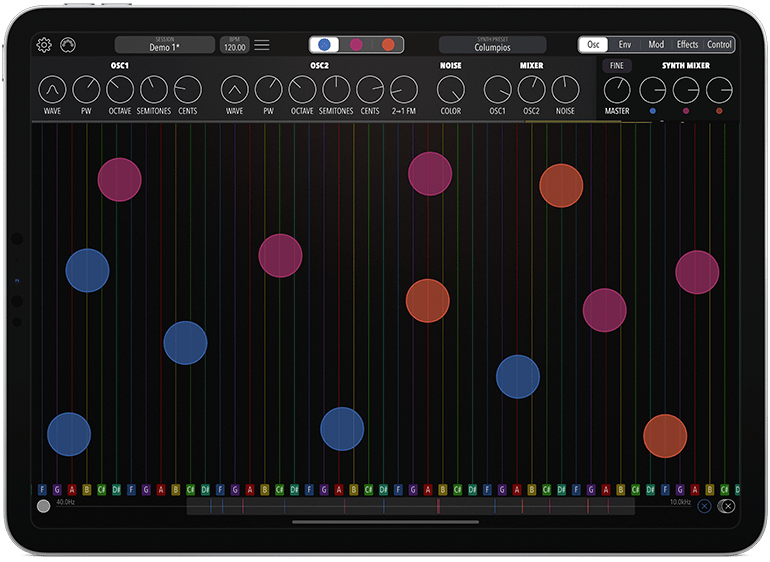 SESSION
Demo 1*
BPM
120.00
SYNTH PRESET
Columpios
Osc Env Mod Effects Control
OSC1 OSC2 NOISE MIXER FINE SYNTH MIXER
WAVE PW OCTAVE SEMITONES CENTS WAVE PW OCTAVE SEMITONES CENTS 2→1 FM COLOR OSC1 OSC2 NOISE MASTER
F G A B C# D# F G A B C# D# F G A B C# D# F G A B C# D# F G A B C# D# F G A B C# D# F G A B C# D# F G A B C# D
40.0Hz 10.0kHz